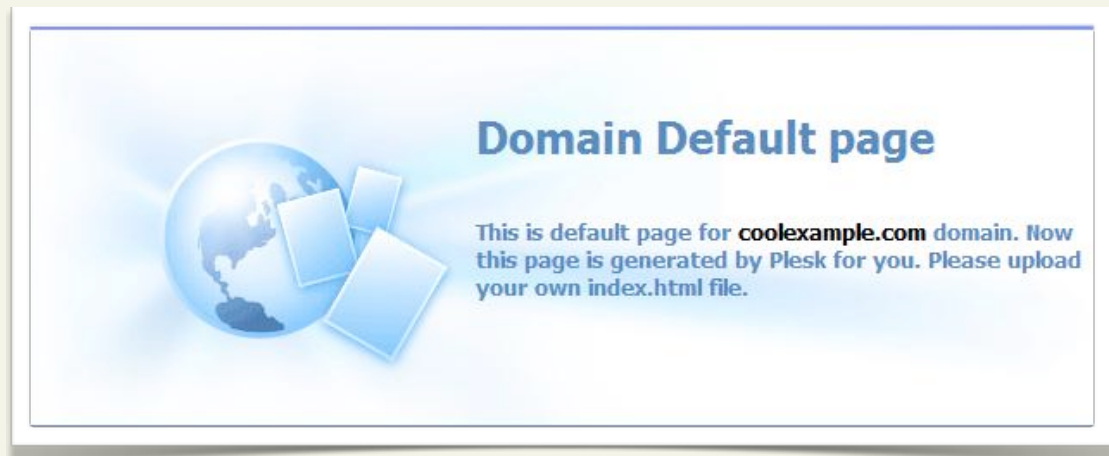 Domain Default page
This is default page for coolexample.com domain. Now
this page is generated by Plesk for you. Please upload
your own index.html file.